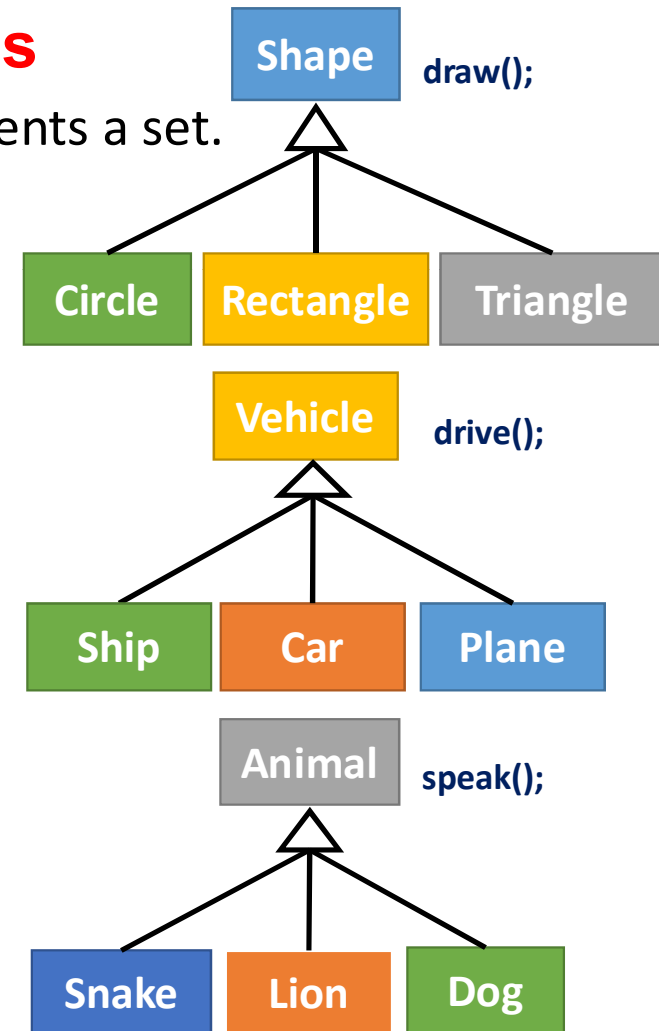 s
Shape
draw();
ents a set.
Circle Rectangle Triangle
Vehicle
drive();
Ship Car Plane
Animal
speak();
Snake Lion Dog